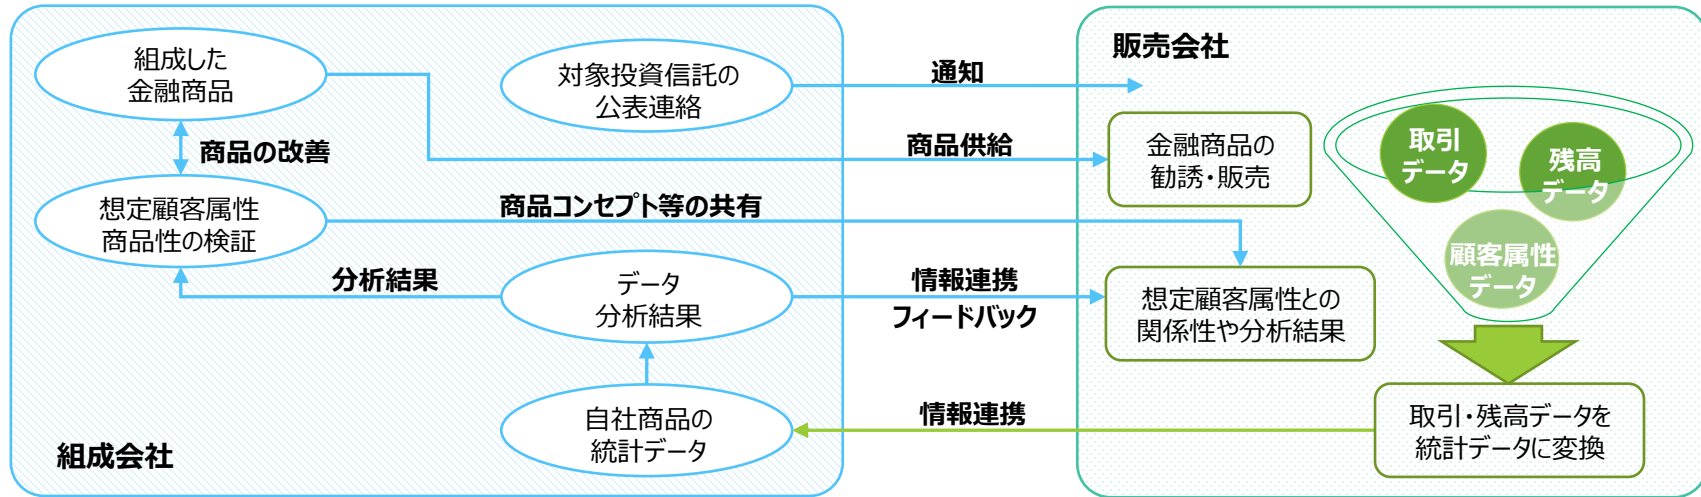 組成した
金融商品
対象投資信託の
公表連絡
通知
販売会社
商品の改善
商品供給
金融商品の
勧誘・販売
取引
データ
残高
データ
想定顧客属性
商品性の検証
商品コンセプト等の共有
顧客属性
データ
分析結果
データ
分析結果
情報連携
フィードバック
想定顧客属性との
関係性や分析結果
自社商品の
統計データ
情報連携
取引・残高データを
統計データに変換
組成会社